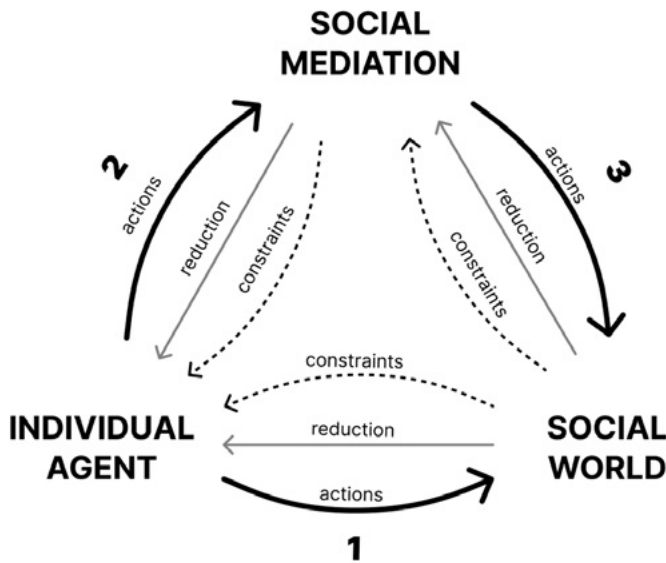 SOCIAL
MEDIATION
2
actions
reduction
constraints
3
actions
reduction
constraints
constraints
INDIVIDUAL
AGENT
reduction
SOCIAL
WORLD
actions
1